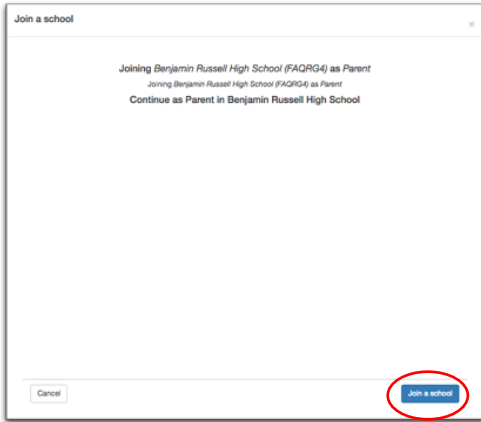 Join a school
×
Joining Benjamin Russell High School (FAQRG4) as Parent
Joining Benjamin Russell High School (FAQRG4) as Parent
Continue as Parent in Benjamin Russell High School
Cancel
Join a school